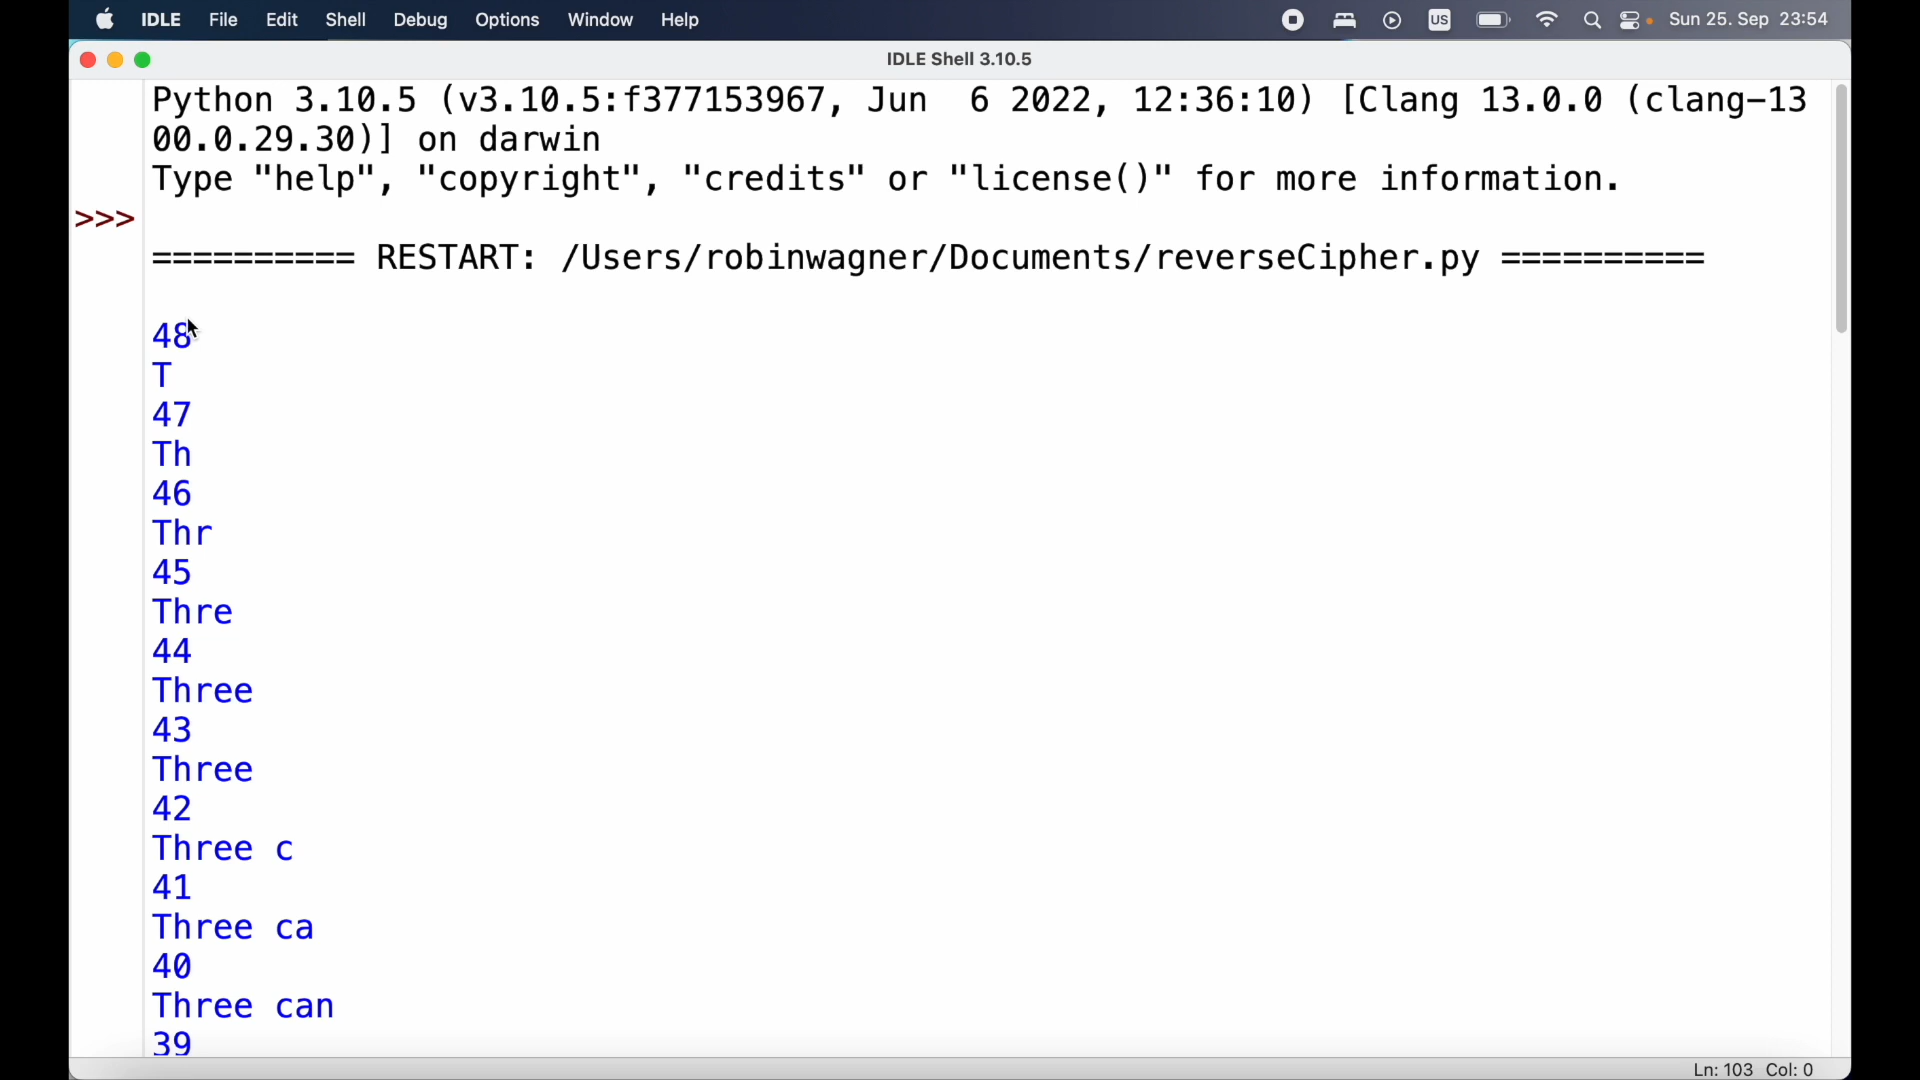 IDLE File Edit Shell Debug Options Window Help US Sun 25. Sep 23:54
IDLE Shell 3.10.5
Python 3.10.5 (v3.10.5:f377153967, Jun  6 2022, 12:36:10) [Clang 13.0.0 (clang-13
00.0.29.30)] on darwin
Type "help", "copyright", "credits" or "license()" for more information.
>>>
========== RESTART: /Users/robinwagner/Documents/reverseCipher.py ==========
48
T
47
Th
46
Thr
45
Thre
44
Three
43
Three
42
Three c
41
Three ca
40
Three can
39
Ln: 103 Col: 0